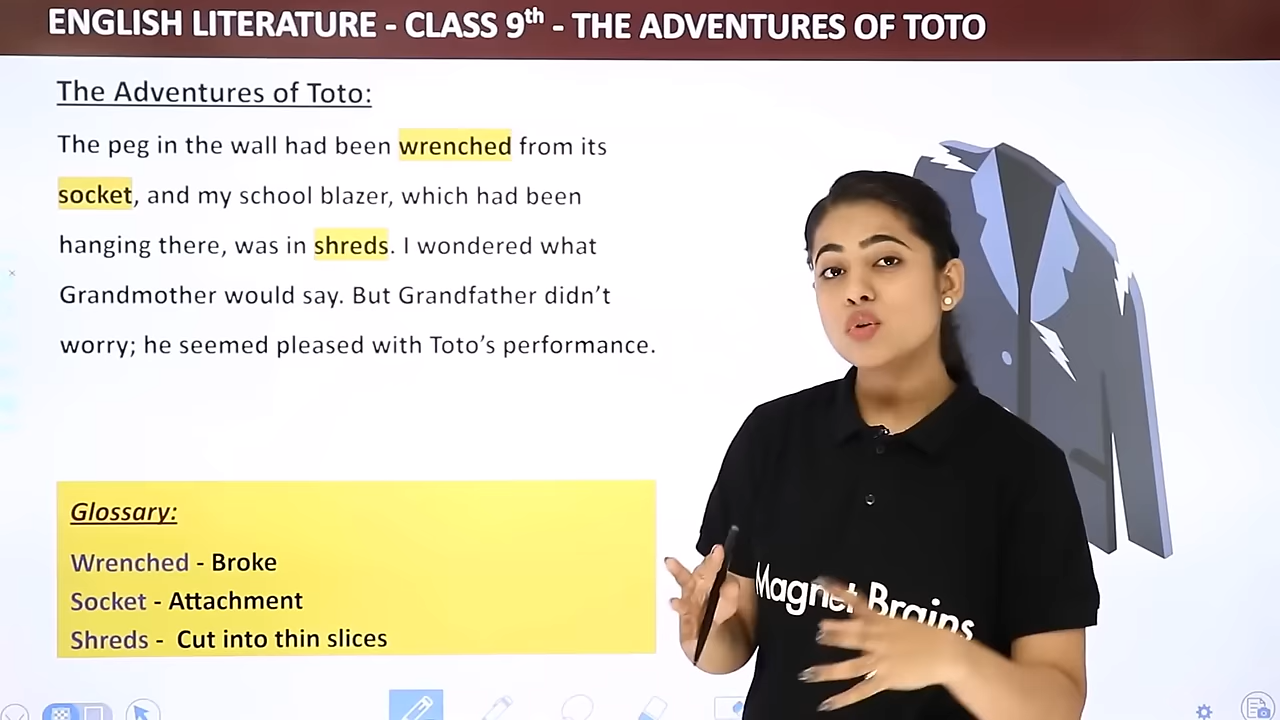 ENGLISH LITERATURE - CLASS 9th - THE ADVENTURES OF TOTO
The Adventures of Toto:
The peg in the wall had been wrenched from its
socket, and my school blazer, which had been
hanging there, was in shreds. I wondered what
Grandmother would say. But Grandfather didn't
worry; he seemed pleased with Toto's performance.
Glossary:
Wrenched - Broke
Socket - Attachment
Shreds - Cut into thin slices
Magnet Brains